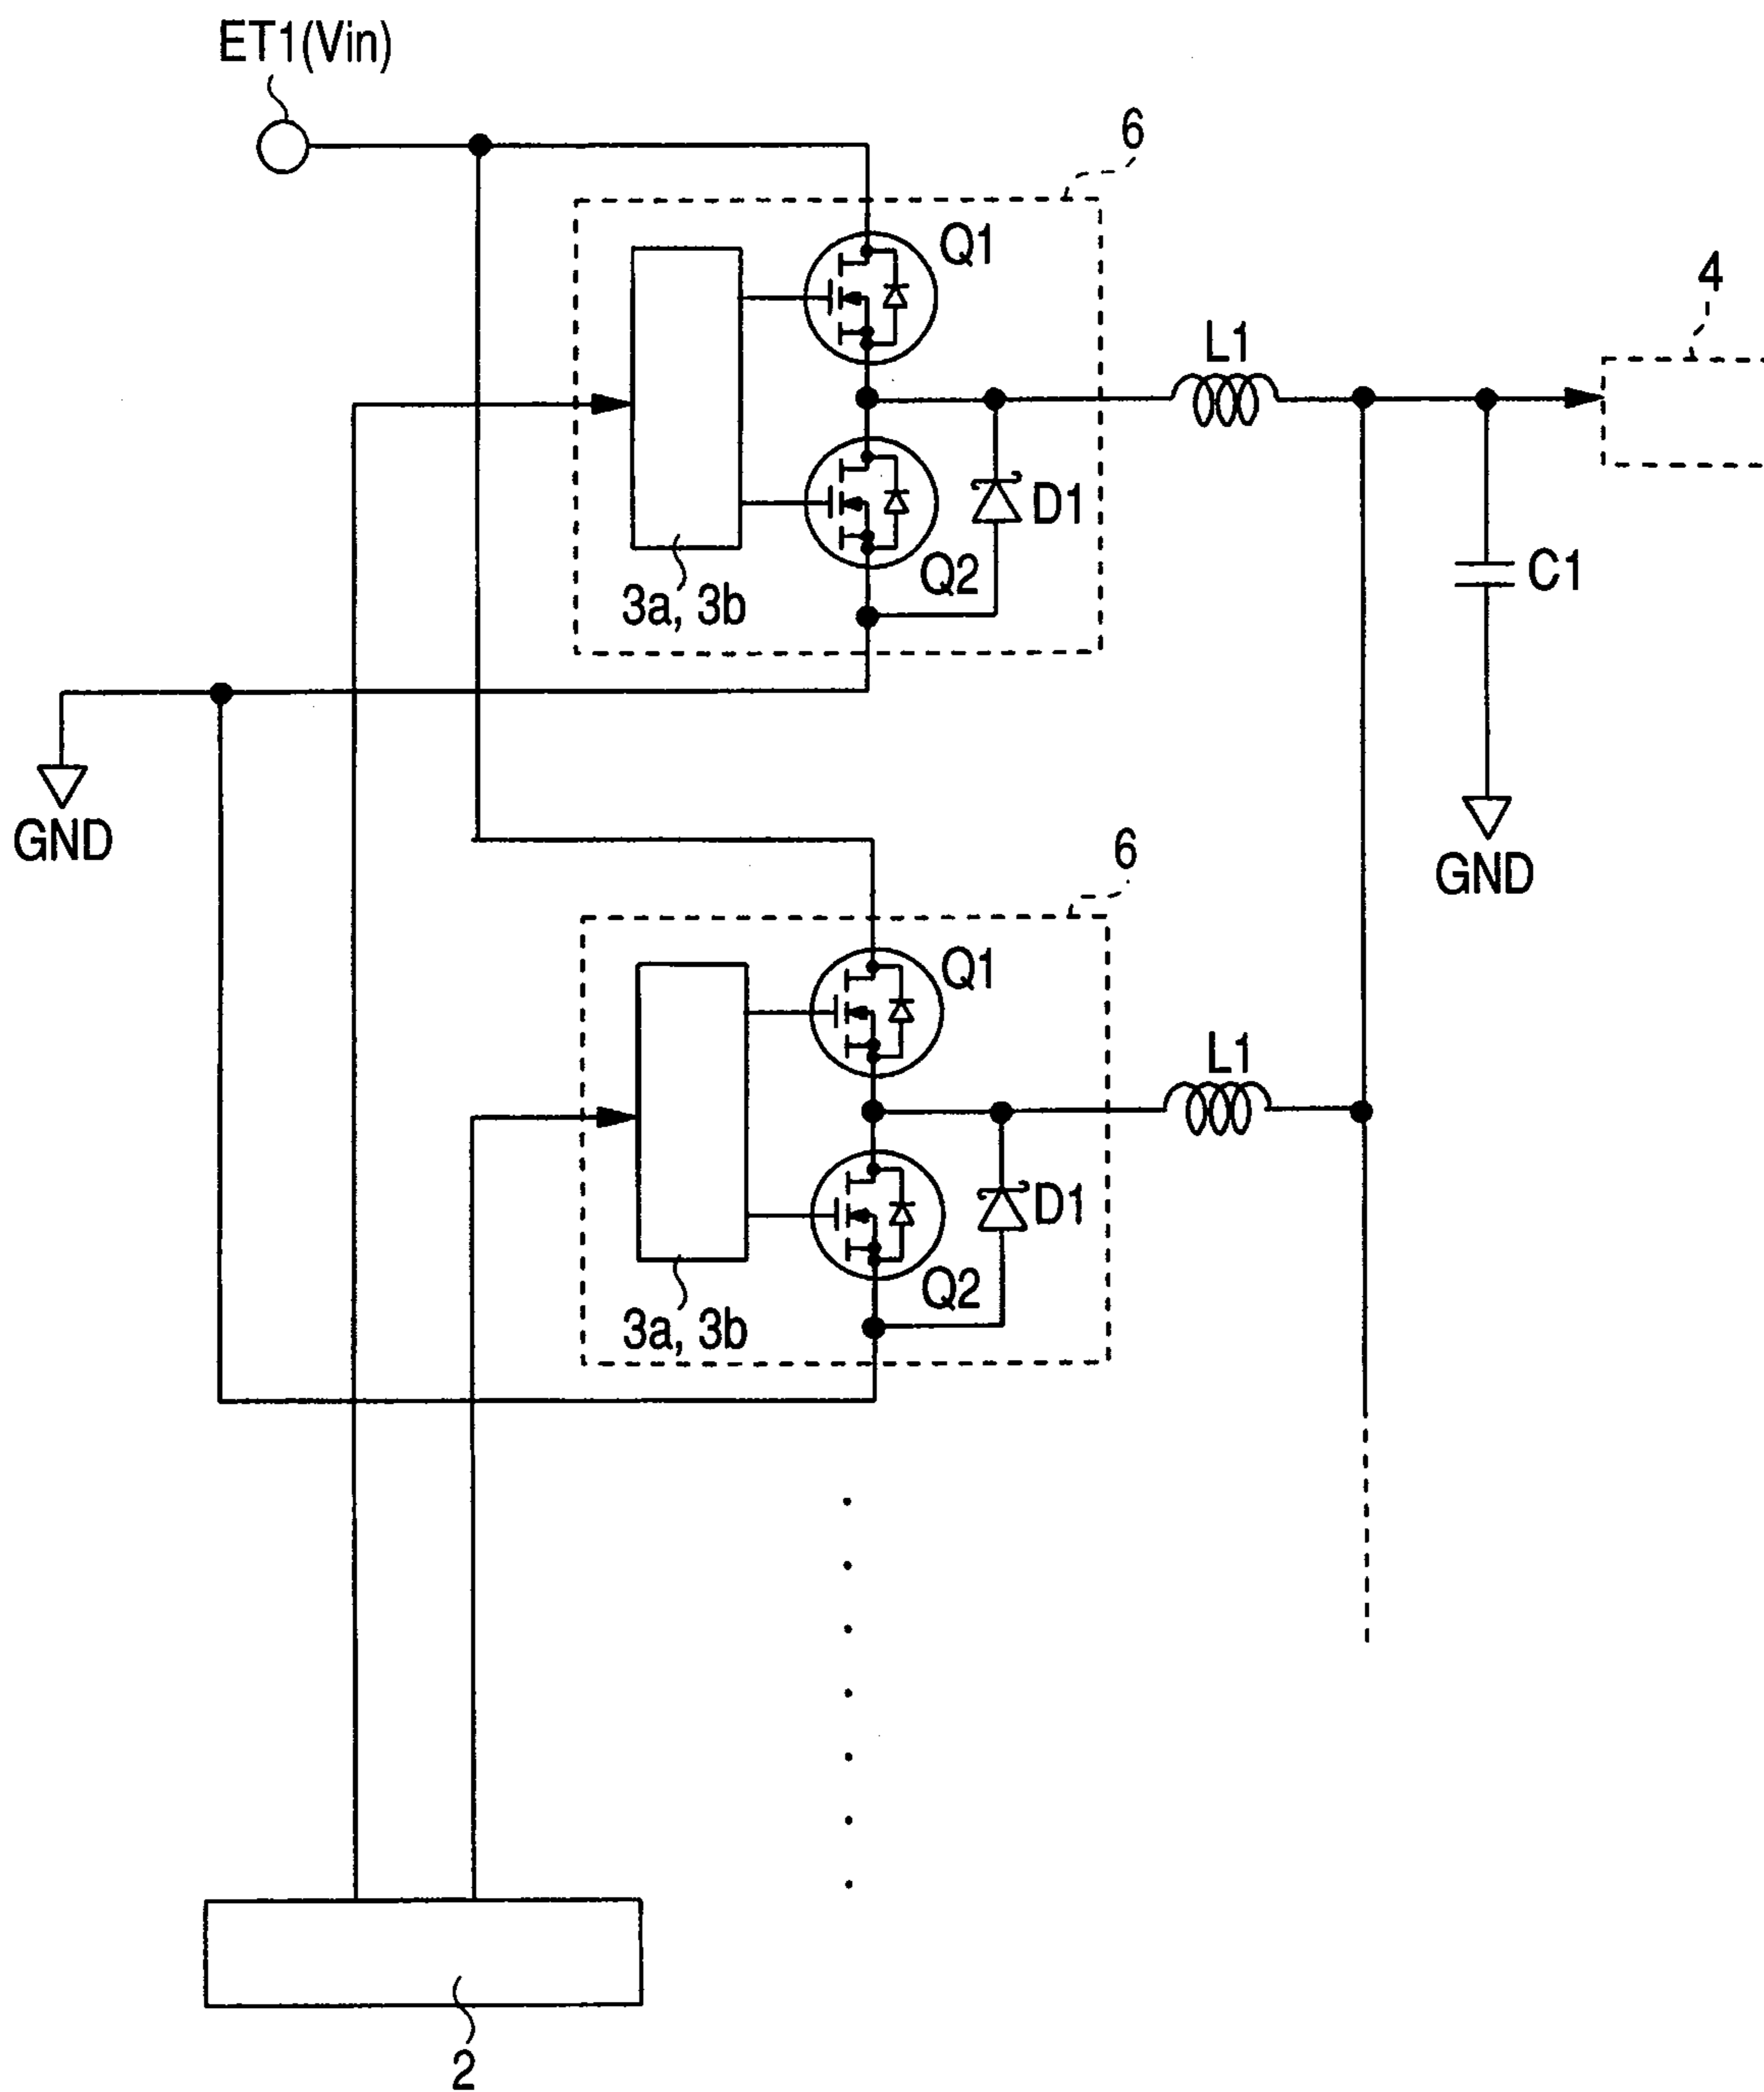 ET1(Vin)
6
Q1
4
L1
D1
Q2
3a, 3b
C1
GND
GND
6
Q1
L1
D1
Q2
3a, 3b
2